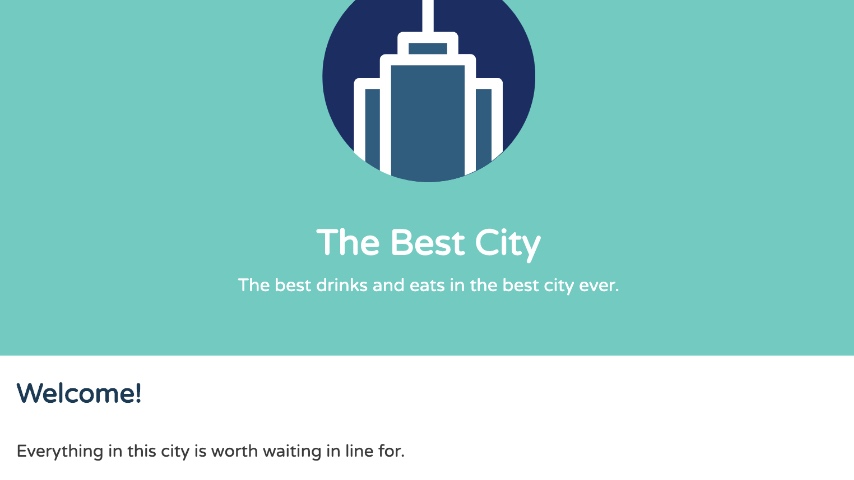 The Best City
The best drinks and eats in the best city ever.
Welcome!
Everything in this city is worth waiting in line for.